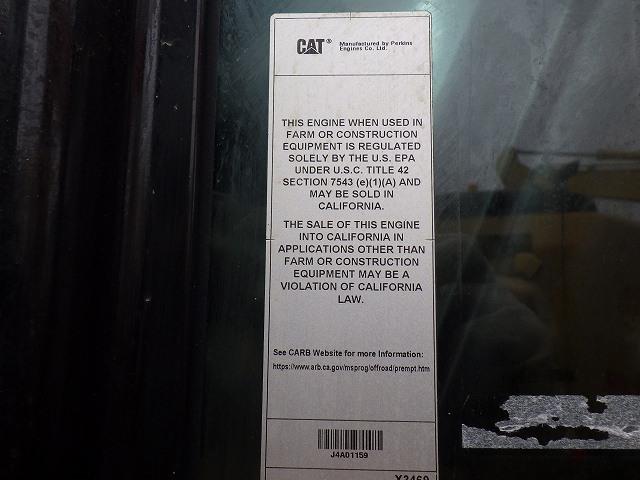 CAT® Manufactured by Perkins
Engines Co. Ltd.
THIS ENGINE WHEN USED IN
FARM OR CONSTRUCTION
EQUIPMENT IS REGULATED
SOLELY BY THE U.S. EPA
UNDER U.S.C. TITLE 42
SECTION 7543 (e)(1)(A) AND
MAY BE SOLD IN
CALIFORNIA.
THE SALE OF THIS ENGINE
INTO CALIFORNIA IN
APPLICATIONS OTHER THAN
FARM OR CONSTRUCTION
EQUIPMENT MAY BE A
VIOLATION OF CALIFORNIA
LAW.
See CARB Website for more Information:
https://www.arb.ca.gov/msprog/offroad/prempt.htm
J4A01159